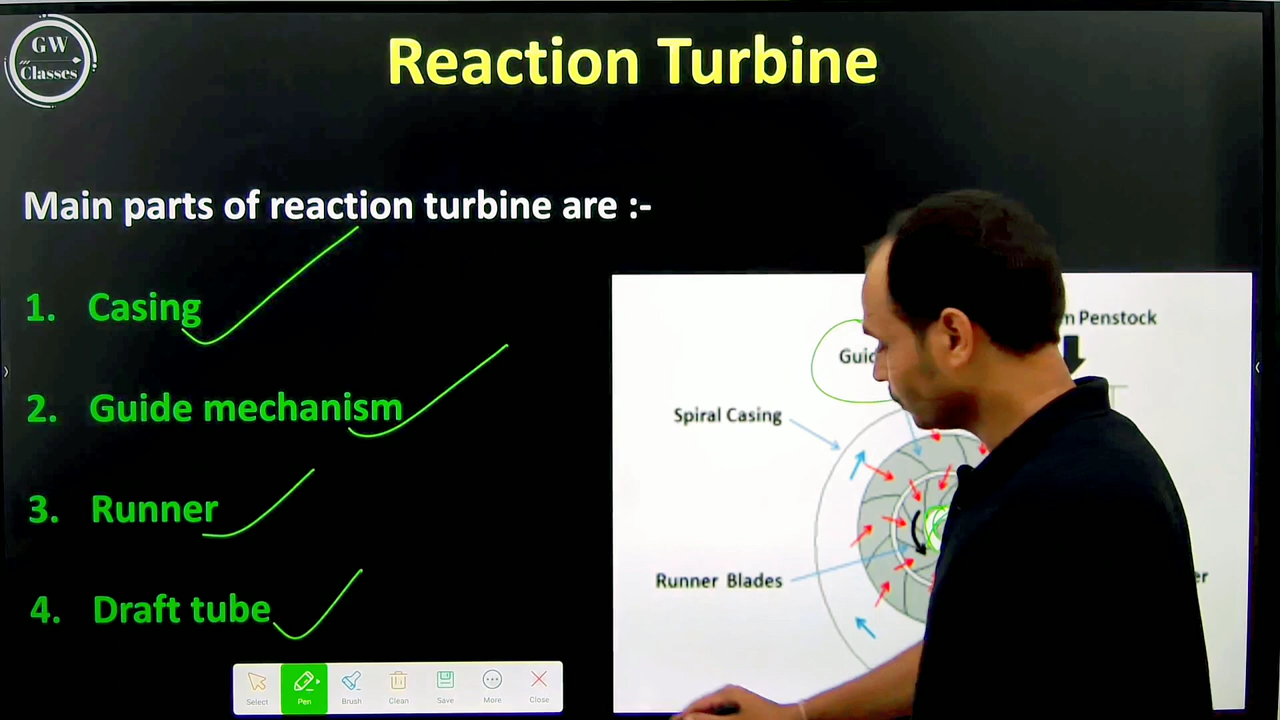 GW
Classes
Reaction Turbine
Main parts of reaction turbine are :-
1. Casing
2. Guide mechanism
3. Runner
4. Draft tube
Penstock
Spiral Casing
Runner Blades
Select
Pen
Brush
Clean
Save
More
Close